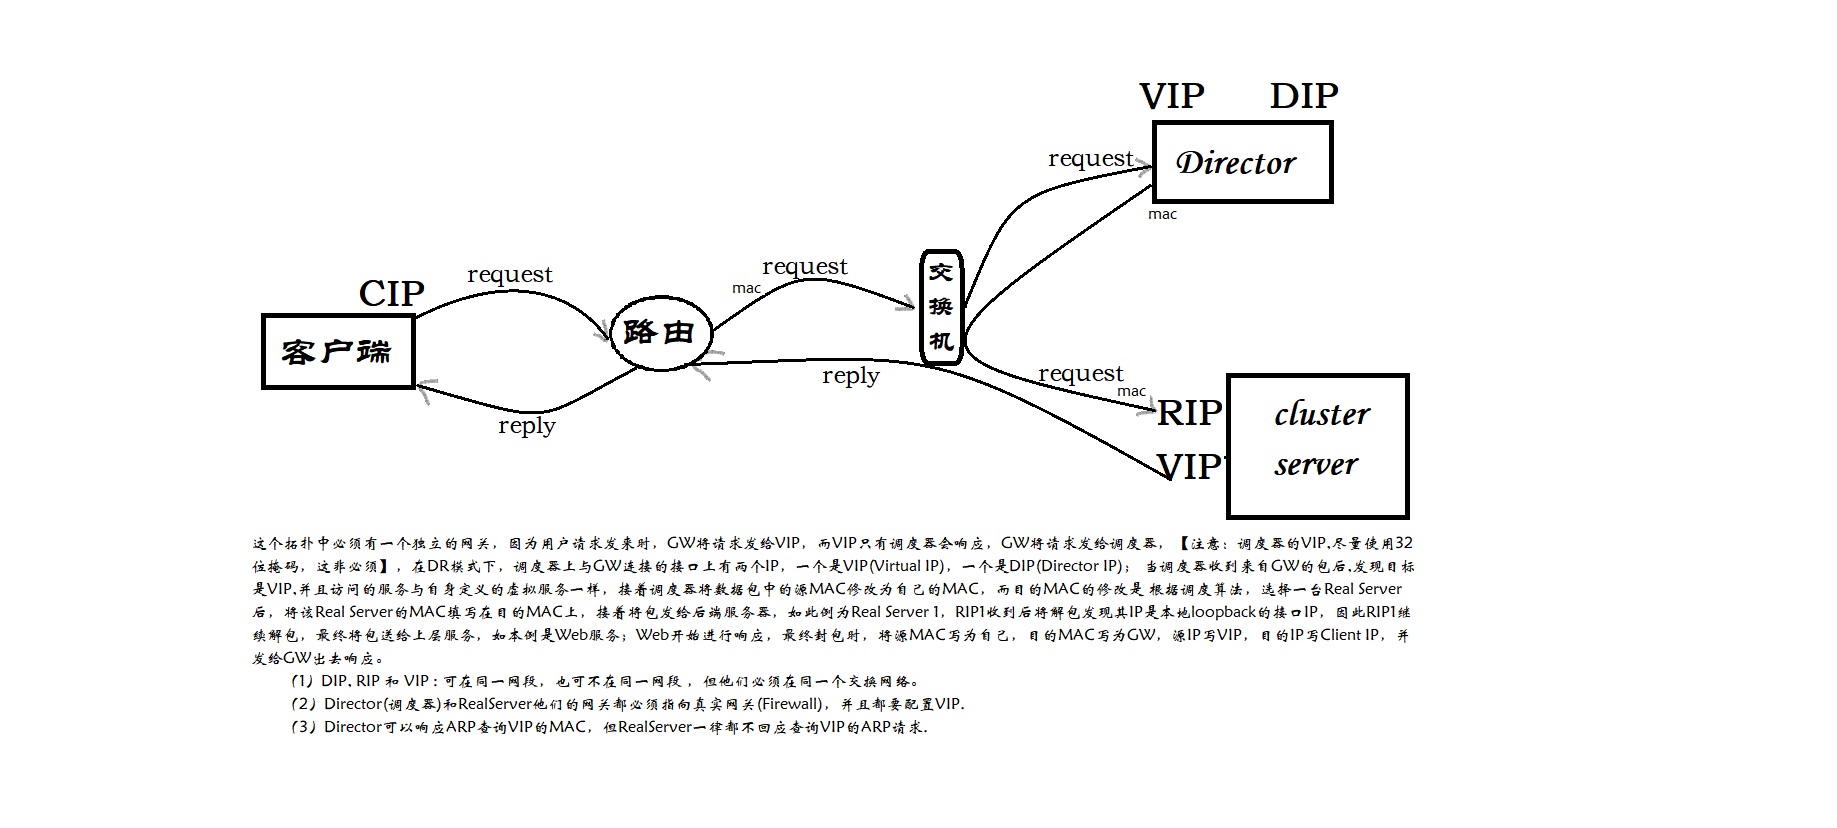 VIP DIP
request
Director
mac
交换机
request
mac
request
CIP
路由
客户端
reply
request
mac
reply
RIP
cluster
VIP
server
这个拓扑中必须有一个独立的网关，因为用户请求发来时，GW将请求发给VIP，而VIP只有调度器会响应，GW将请求发给调度器，【注意：调度器的VIP,尽量使用32
位掩码，这非必须】，在DR模式下，调度器上与GW连接的接口上有两个IP，一个是VIP(Virtual IP)，一个是DIP(Director IP)； 当调度器收到来自GW的包后,发现目标
是VIP,并且访问的服务与自身定义的虚拟服务一样，接着调度器将数据包中的源MAC修改为自己的MAC，而目的MAC的修改是 根据调度算法，选择一台Real Server
后，将该Real Server的MAC填写在目的MAC上，接着将包发给后端服务器，如此例为Real Server 1，RIP1收到后将解包发现其IP是本地loopback的接口IP，因此RIP1继
续解包，最终将包送给上层服务，如本例是Web服务；Web开始进行响应，最终封包时，将源MAC写为自己，目的MAC写为GW，源IP写VIP，目的IP写Client IP，并
发给GW出去响应。
（1）DIP, RIP 和 VIP : 可在同一网段，也可不在同一网段 ，但他们必须在同一个交换网络。
（2）Director(调度器)和RealServer他们的网关都必须指向真实网关(Firewall)，并且都要配置VIP.
（3）Director可以响应ARP查询VIP的MAC，但RealServer一律都不回应查询VIP的ARP请求.